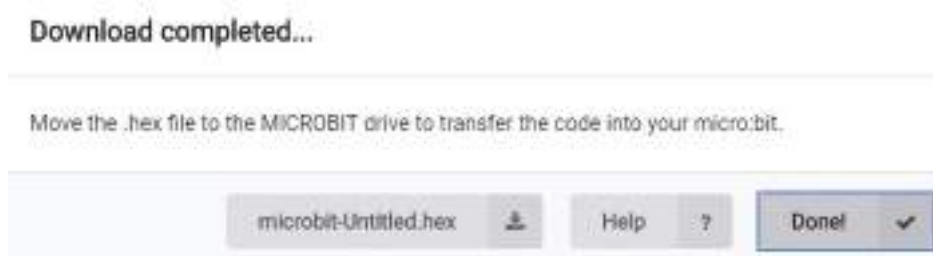 Download completed...
Move the .hex file to the MICROBIT drive to transfer the code into your micro:bit.
microbit-Untitled.hex Help ? Done!